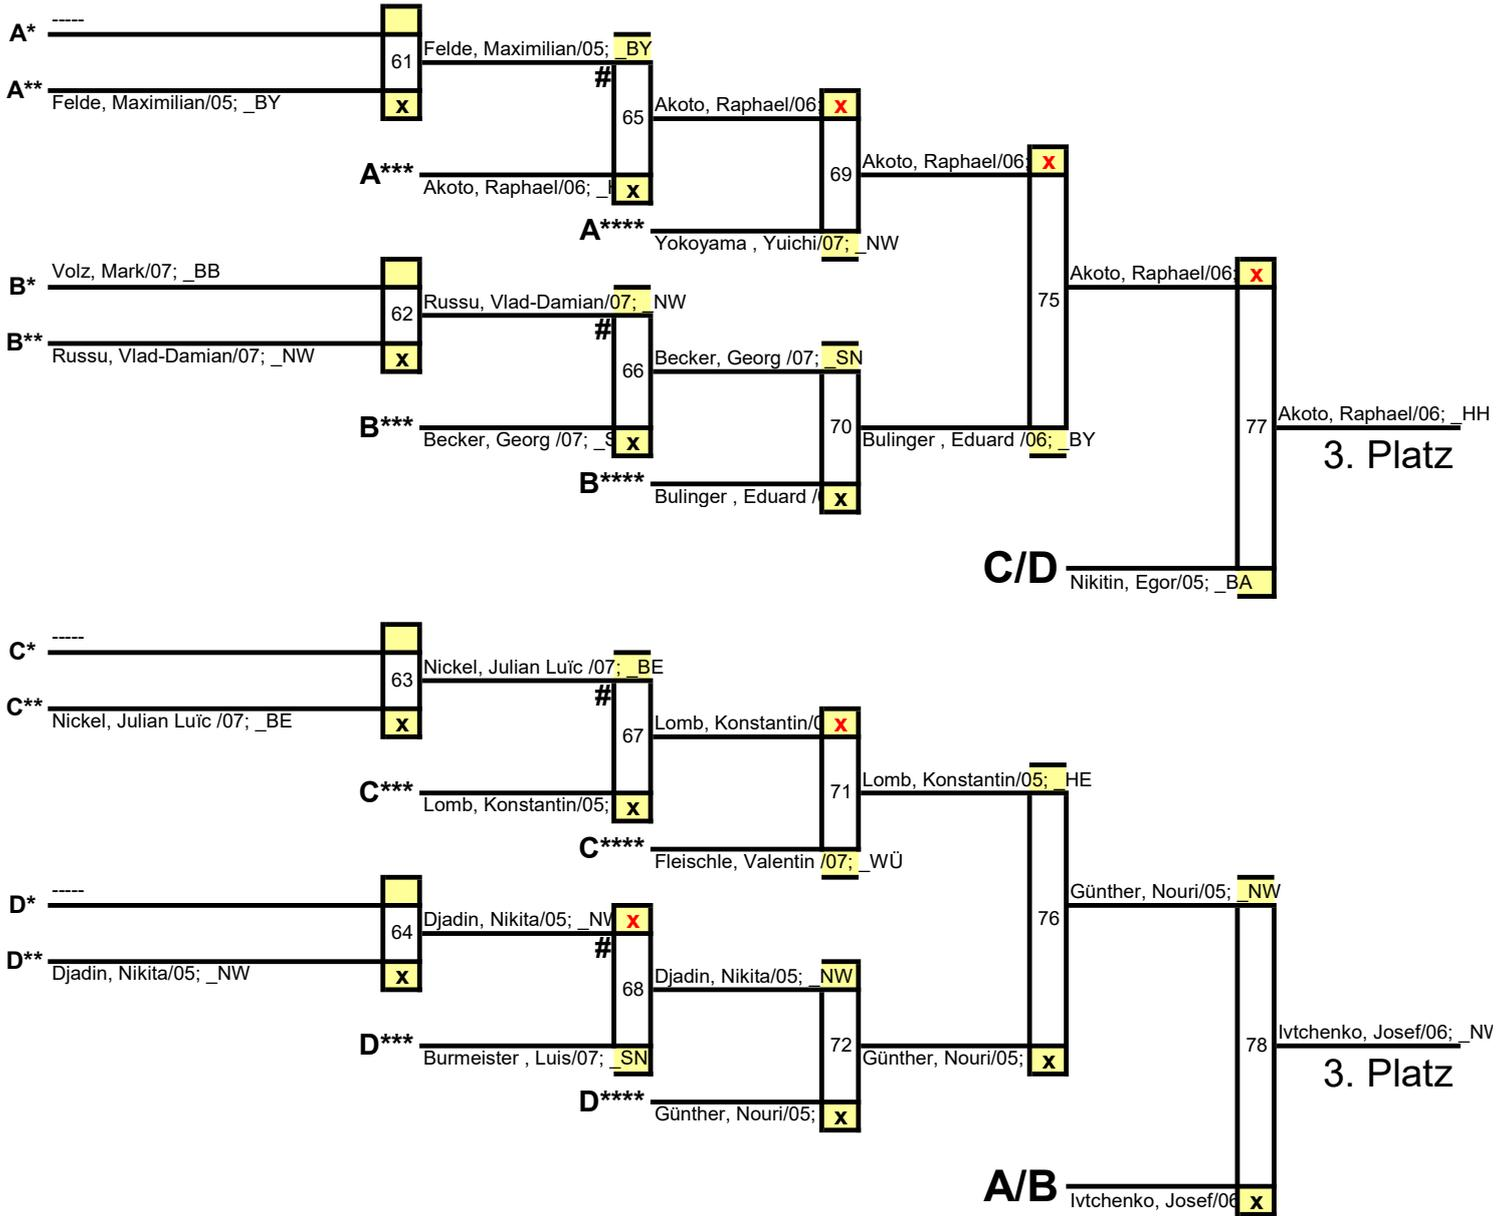 -----
A*
61
Felde, Maximilian/05; _BY
A**
Felde, Maximilian/05; _BY
x
#
65
Akoto, Raphael/06;
x
A***
Akoto, Raphael/06; _H
x
69
Akoto, Raphael/06;
x
A****
Yokoyama , Yuichi/07; _NW
Volz, Mark/07; _BB
B*
62
Russu, Vlad-Damian/07; _NW
B**
Russu, Vlad-Damian/07; _NW
x
#
66
Becker, Georg /07; _SN
75
Akoto, Raphael/06;
x
B***
Becker, Georg /07; _S
x
70
Bulinger , Eduard /06; _BY
B****
Bulinger , Eduard /0
x
77
Akoto, Raphael/06; _HH
3. Platz
C/D
Nikitin, Egor/05; _BA
-----
C*
63
Nickel, Julian Luïc /07; _BE
C**
Nickel, Julian Luïc /07; _BE
x
#
67
Lomb, Konstantin/0
x
C***
Lomb, Konstantin/05;
x
71
Lomb, Konstantin/05; _HE
C****
Fleischle, Valentin /07; _WÜ
-----
D*
64
Djadin, Nikita/05; _NW
x
D**
Djadin, Nikita/05; _NW
x
#
68
Djadin, Nikita/05; _NW
76
Günther, Nouri/05; _NW
D***
Burmeister , Luis/07; _SN
72
Günther, Nouri/05;
x
D****
Günther, Nouri/05;
x
78
Ivtchenko, Josef/06; _NW
3. Platz
A/B
Ivtchenko, Josef/06
x